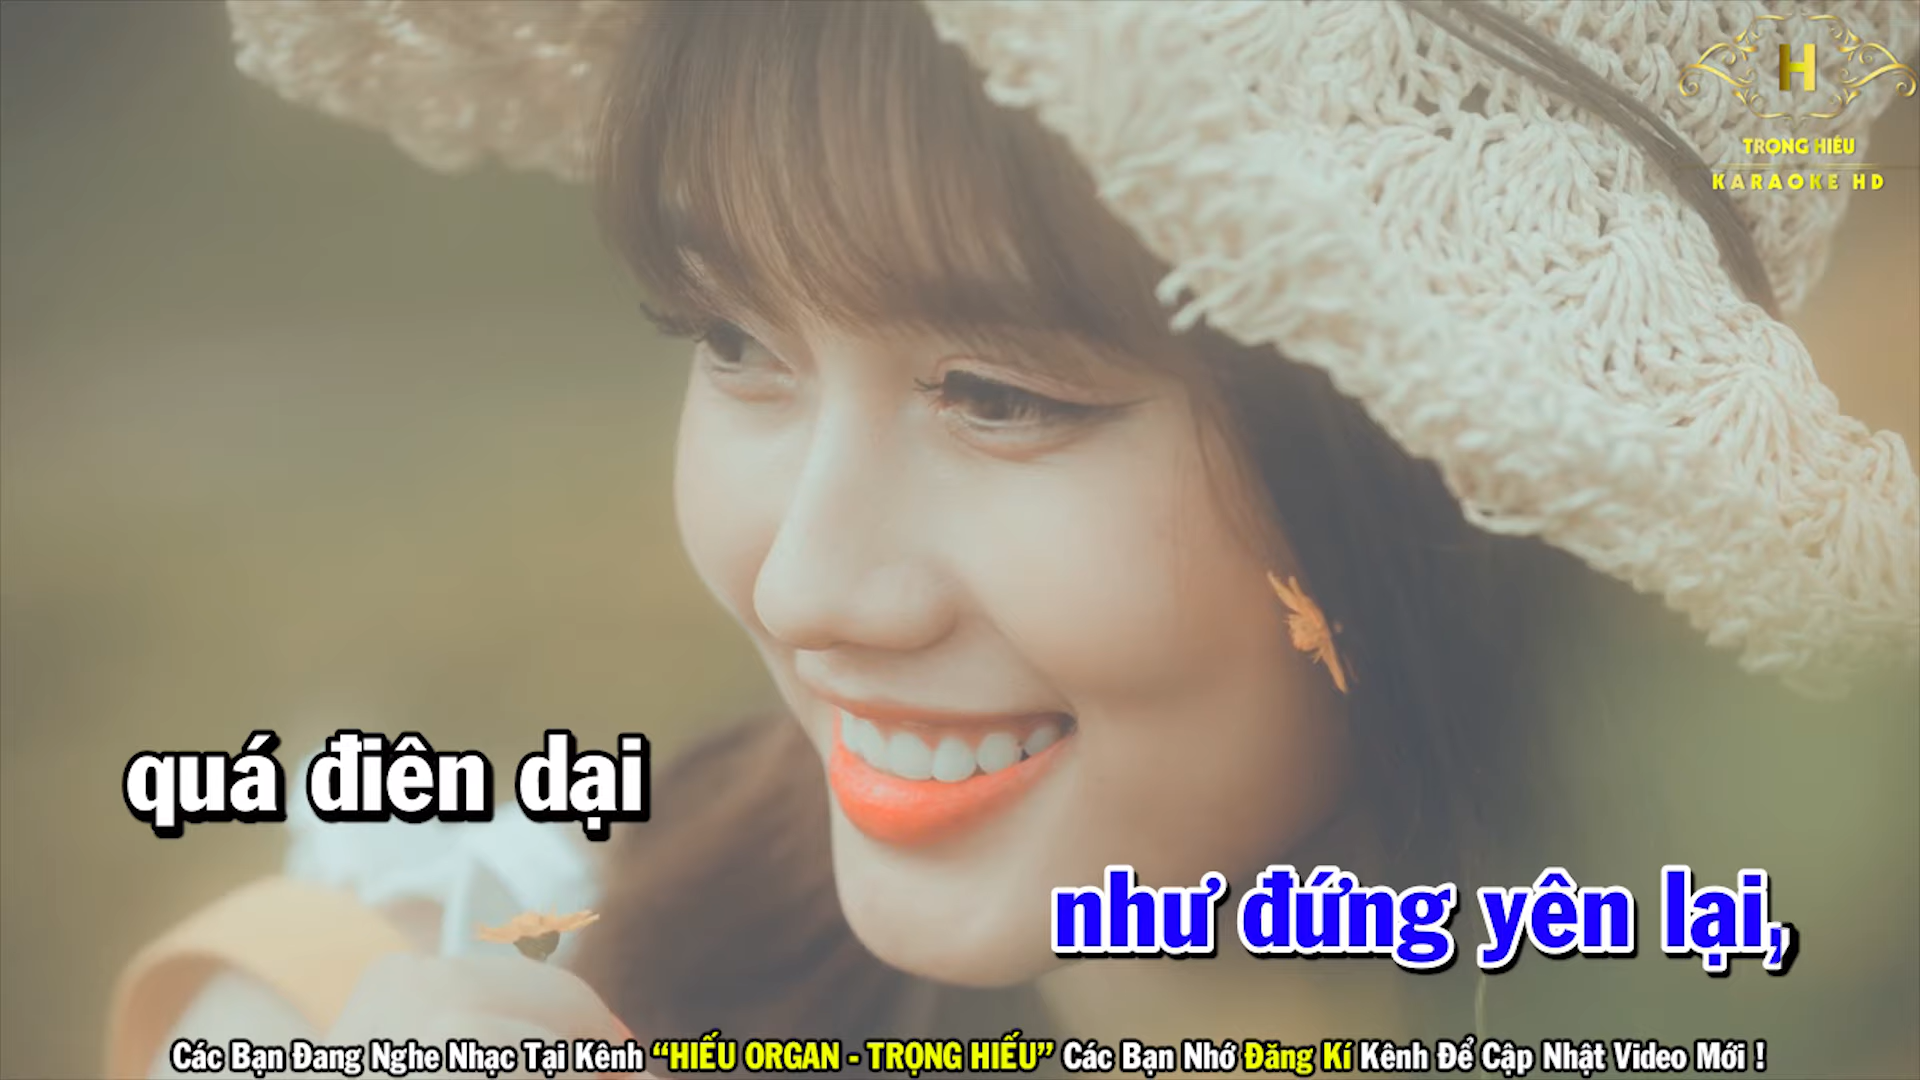 H
TRỌNG HIẾU
KARAOKE HD
quá điên dại
như đứng yên lại,
Các Bạn Đang Nghe Nhạc Tại Kênh “HIẾU ORGAN - TRỌNG HIẾU” Các Bạn Nhớ Đăng Kí Kênh Để Cập Nhật Video Mới !